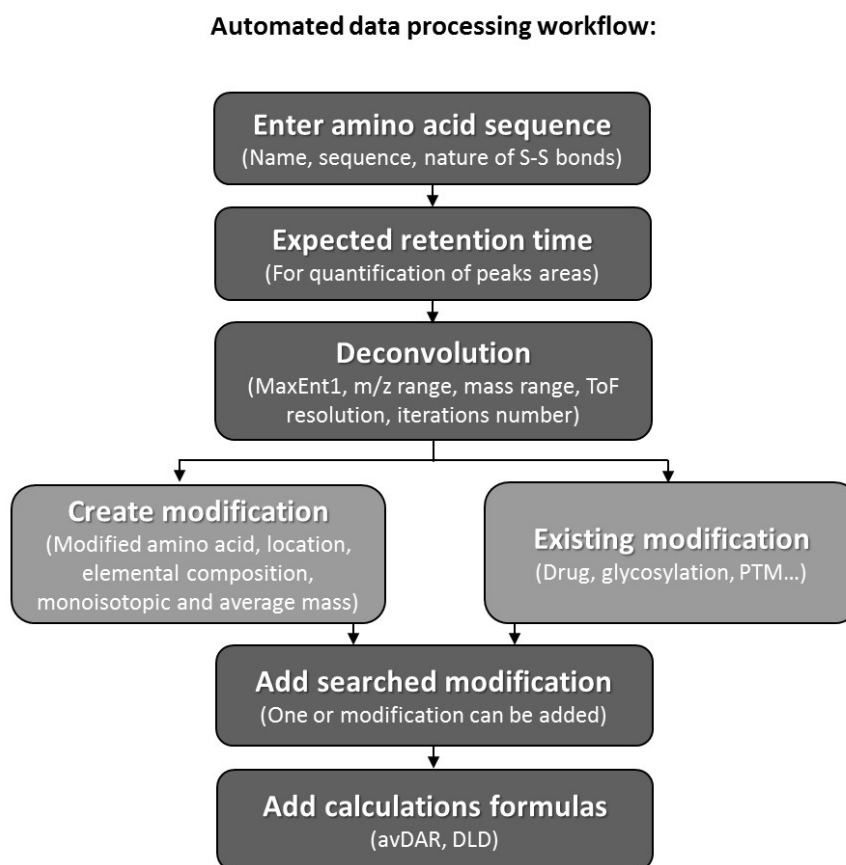 Automated data processing workflow:
Enter amino acid sequence
(Name, sequence, nature of S-S bonds)
Expected retention time
(For quantification of peaks areas)
Deconvolution
(MaxEnt1, m/z range, mass range, ToF
resolution, iterations number)
Create modification
(Modified amino acid, location,
elemental composition,
monoisotopic and average mass)
Existing modification
(Drug, glycosylation, PTM...)
Add searched modification
(One or modification can be added)
Add calculations formulas
(avDAR, DLD)